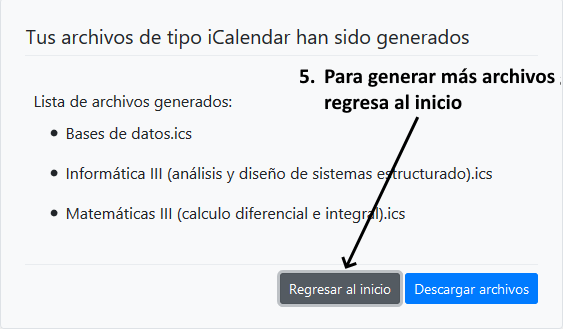 Tus archivos de tipo iCalendar han sido generados
5. Para generar más archivos
regresa al inicio
Lista de archivos generados:
Bases de datos.ics
Informática III (análisis y diseño de sistemas estructurado).ics
Matemáticas III (calculo diferencial e integral).ics
Regresar al inicio
Descargar archivos